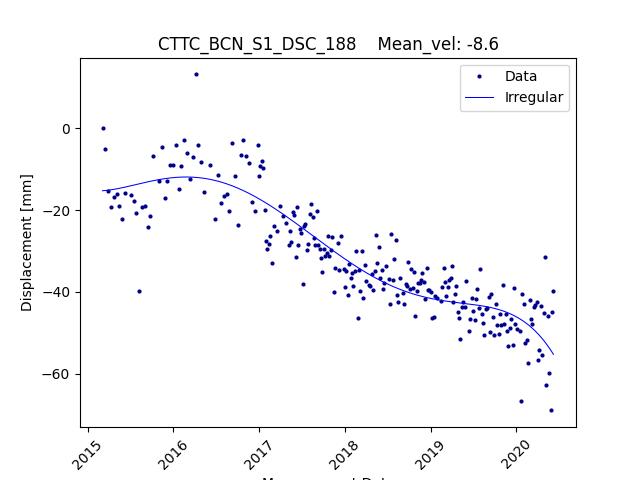 CTTC_BCN_S1_DSC_188    Mean_vel: -8.6
Data
Irregular
Displacement [mm]
0
−20
−40
−60
2015
2016
2017
2018
2019
2020